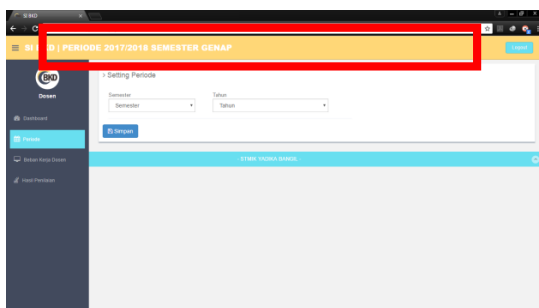 SI BKD
SI BKD | PERIODE 2017/2018 SEMESTER GENAP
Logout
BKD
Dosen
Dashboard
Periode
Beban Kerja Dosen
Hasil Penilaian
> Setting Periode
Semester
Tahun
Semester
Tahun
Simpan
- STMIK YADIKA BANGIL -